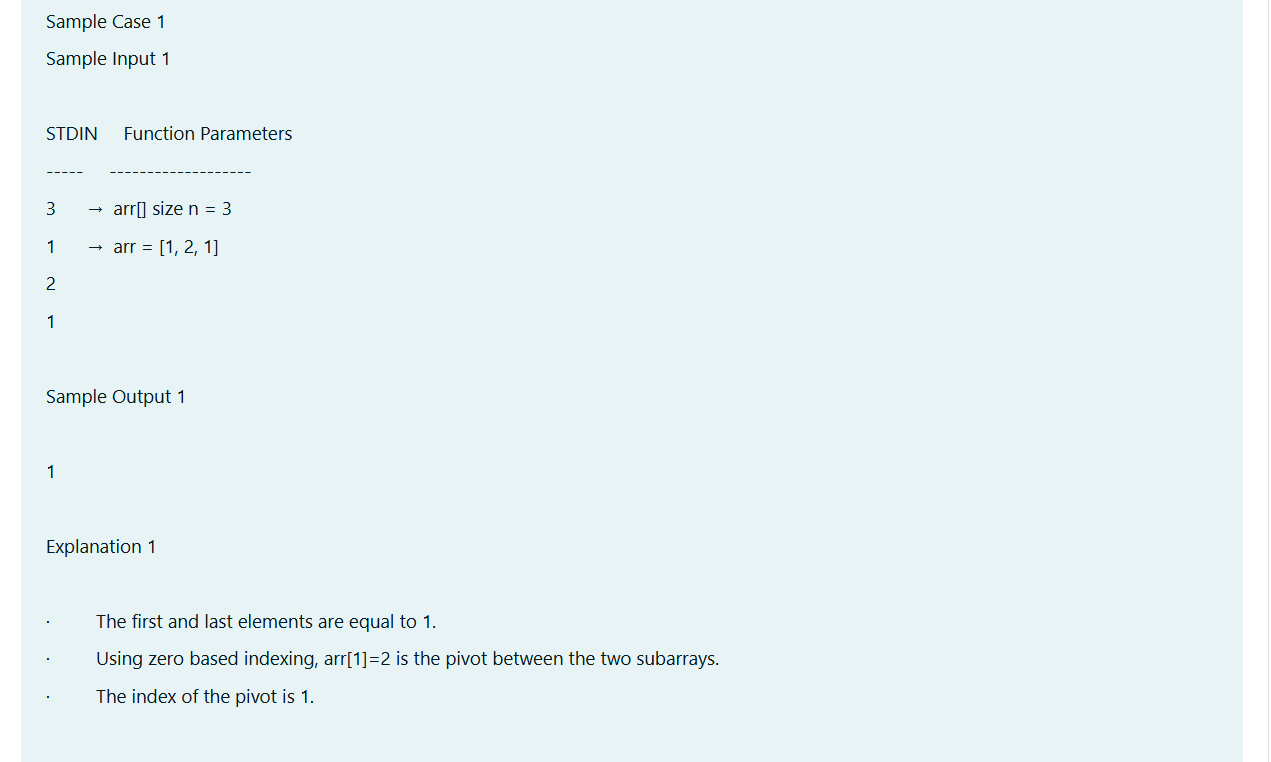 Sample Case 1
Sample Input 1
STDIN Function Parameters
----- -------------------
3 → arr[] size n = 3
1 → arr = [1, 2, 1]
2
1
Sample Output 1
1
Explanation 1
· The first and last elements are equal to 1.
· Using zero based indexing, arr[1]=2 is the pivot between the two subarrays.
· The index of the pivot is 1.